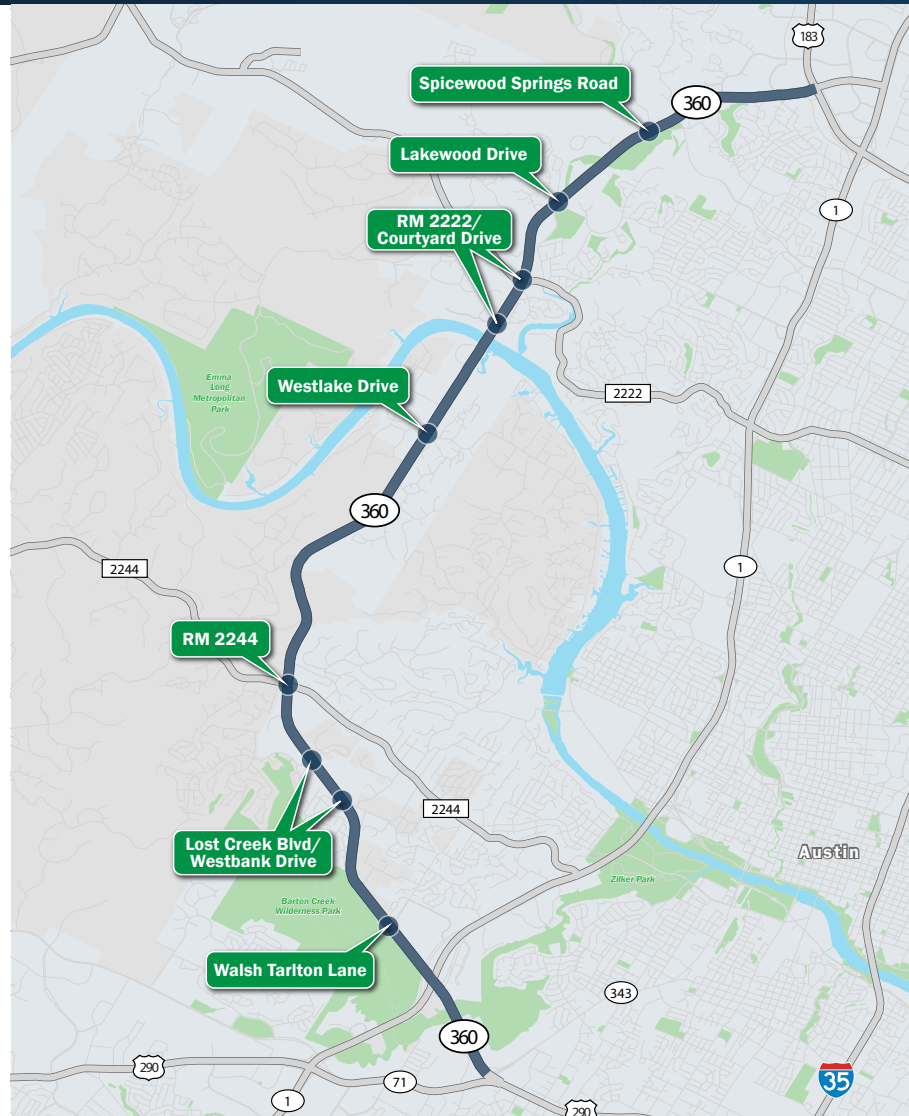 183
Spicewood Springs Road
360
Lakewood Drive
1
RM 2222/
Courtyard Drive
Emma
Long
Metropolitan
Park
Westlake Drive
2222
360
2244
1
RM 2244
2244
Lost Creek Blvd/
Westbank Drive
Austin
Zilker Park
Barton Creek
Wilderness Park
Walsh Tarlton Lane
343
360
290
71
35
1
290